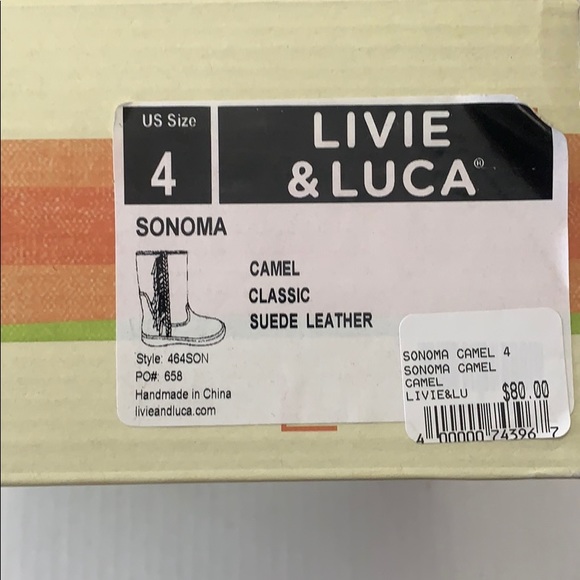 US Size
4
LIVIE
& LUCA®
SONOMA
CAMEL
CLASSIC
SUEDE LEATHER
Style: 464SON
PO#: 658
Handmade in China
livieandluca.com
SONOMA CAMEL 4
SONOMA CAMEL
CAMEL
LIVIE&LU $80.00
4 00000 74396 7